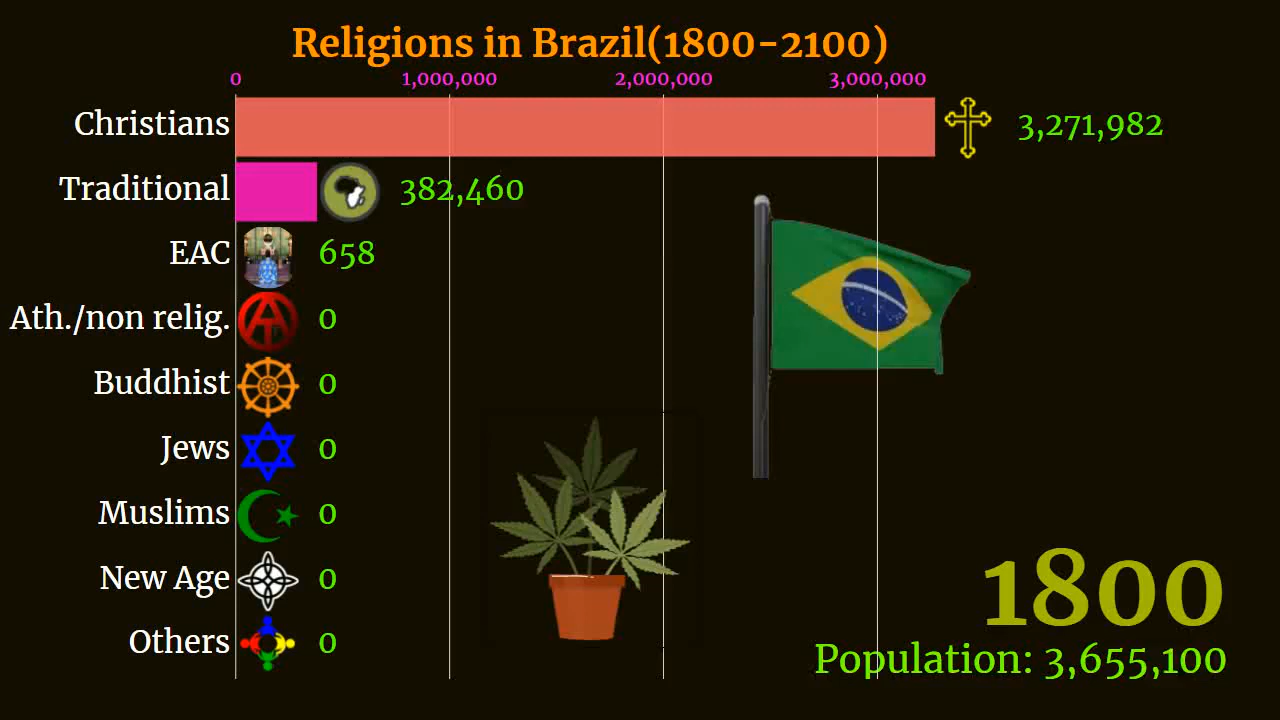 Religions in Brazil(1800-2100)
0 1,000,000 2,000,000 3,000,000
Christians 3,271,982
Traditional 382,460
EAC 658
Ath./non relig. 0
Buddhist 0
Jews 0
Muslims 0
New Age 0
Others 0
1800
Population: 3,655,100